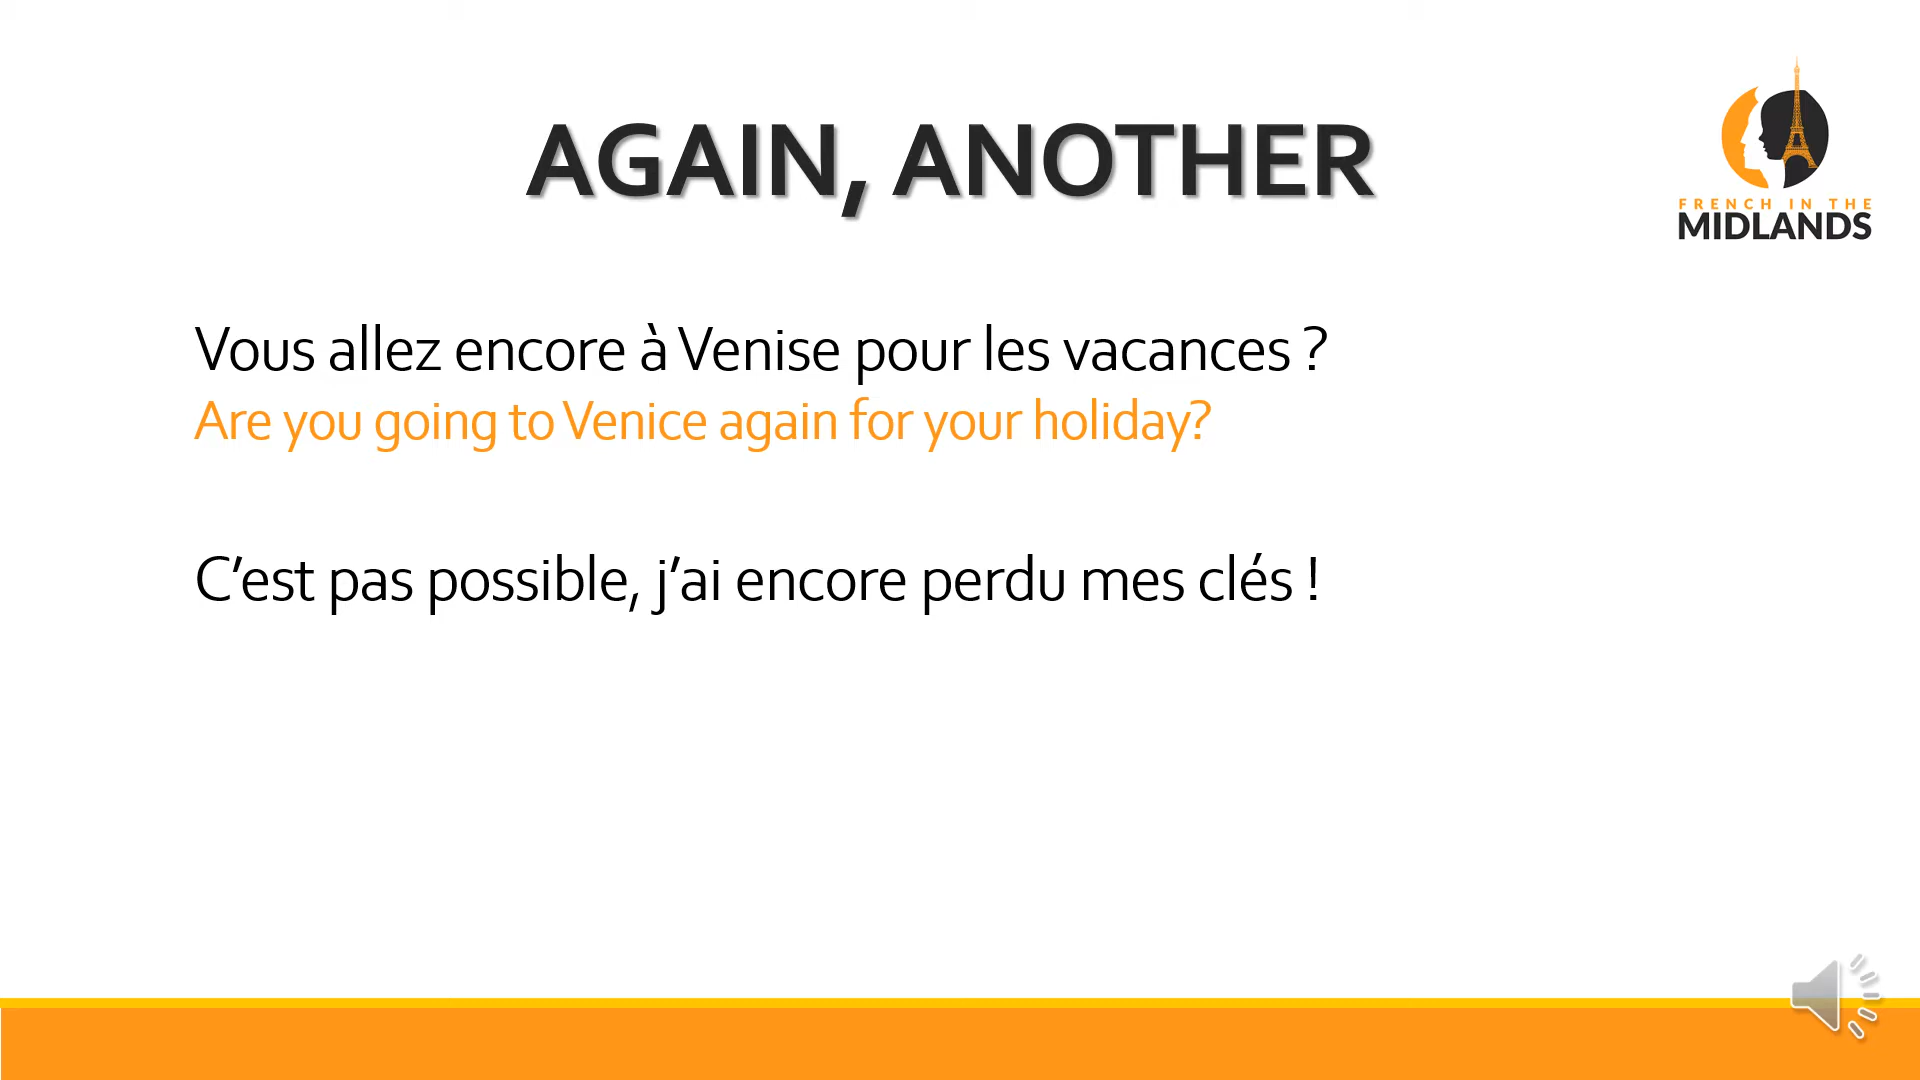 AGAIN, ANOTHER
FRENCH IN THE
MIDLANDS
Vous allez encore à Venise pour les vacances ?
Are you going to Venice again for your holiday?
C’est pas possible, j’ai encore perdu mes clés !